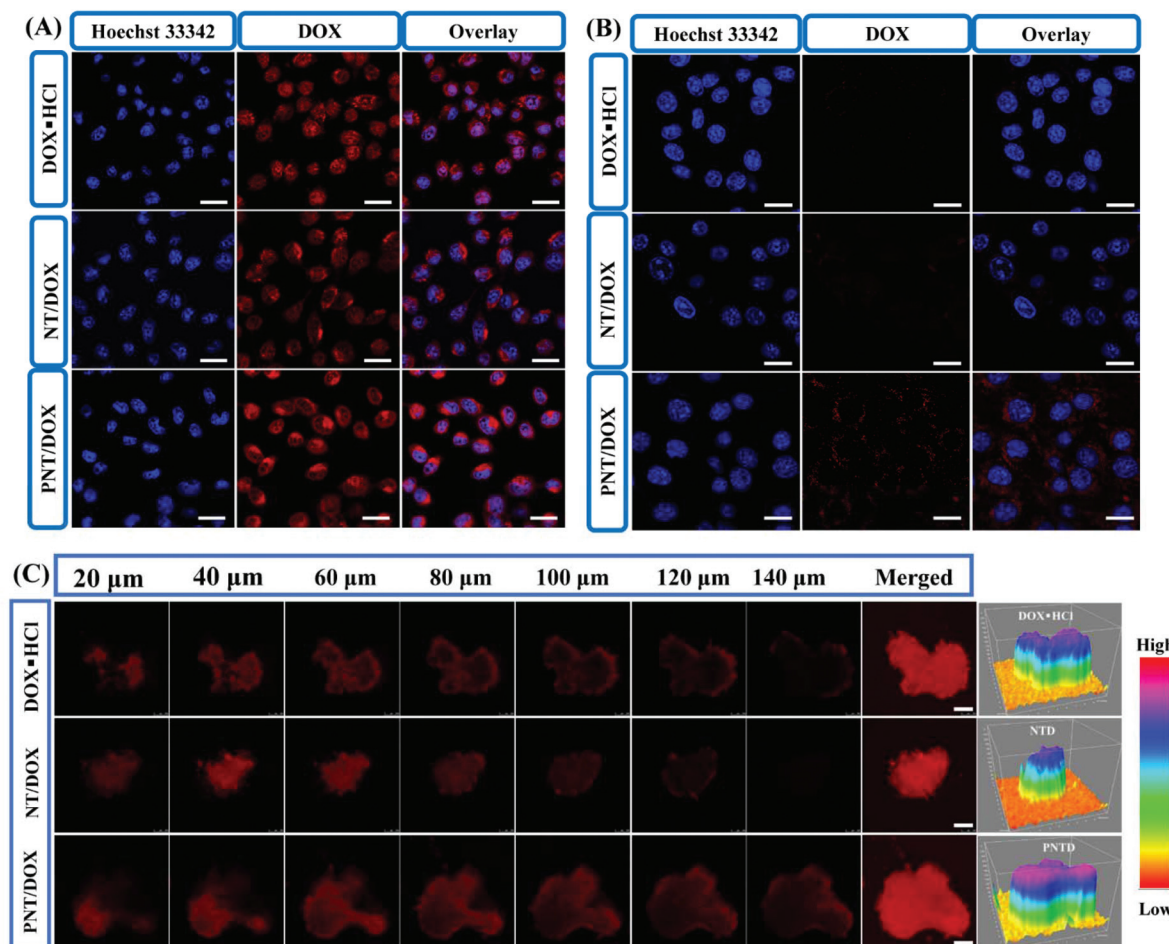 (A)
Hoechst 33342 DOX Overlay
DOX▪HCl
NT/DOX
PNT/DOX
(B)
Hoechst 33342 DOX Overlay
DOX▪HCl
NT/DOX
PNT/DOX
(C)
20 µm 40 µm 60 µm 80 µm 100 µm 120 µm 140 µm Merged
DOX▪HCl
DOX▪HCl
NT/DOX
NTD
PNT/DOX
PNTD
High
Low